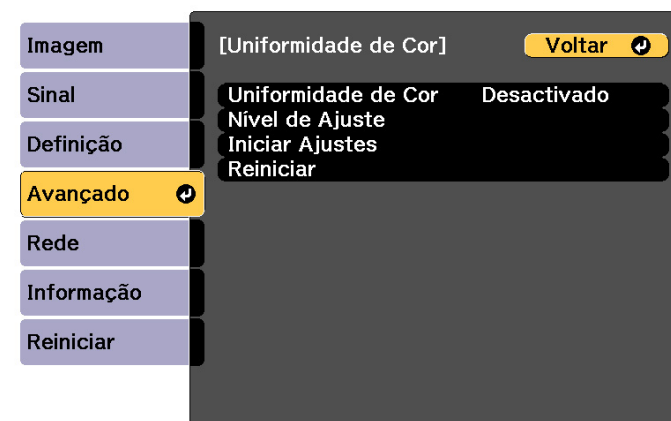 Imagem
Sinal
Definição
Avançado
Rede
Informação
Reiniciar
[Uniformidade de Cor] Voltar
Uniformidade de Cor Desactivado
Nível de Ajuste
Iniciar Ajustes
Reiniciar